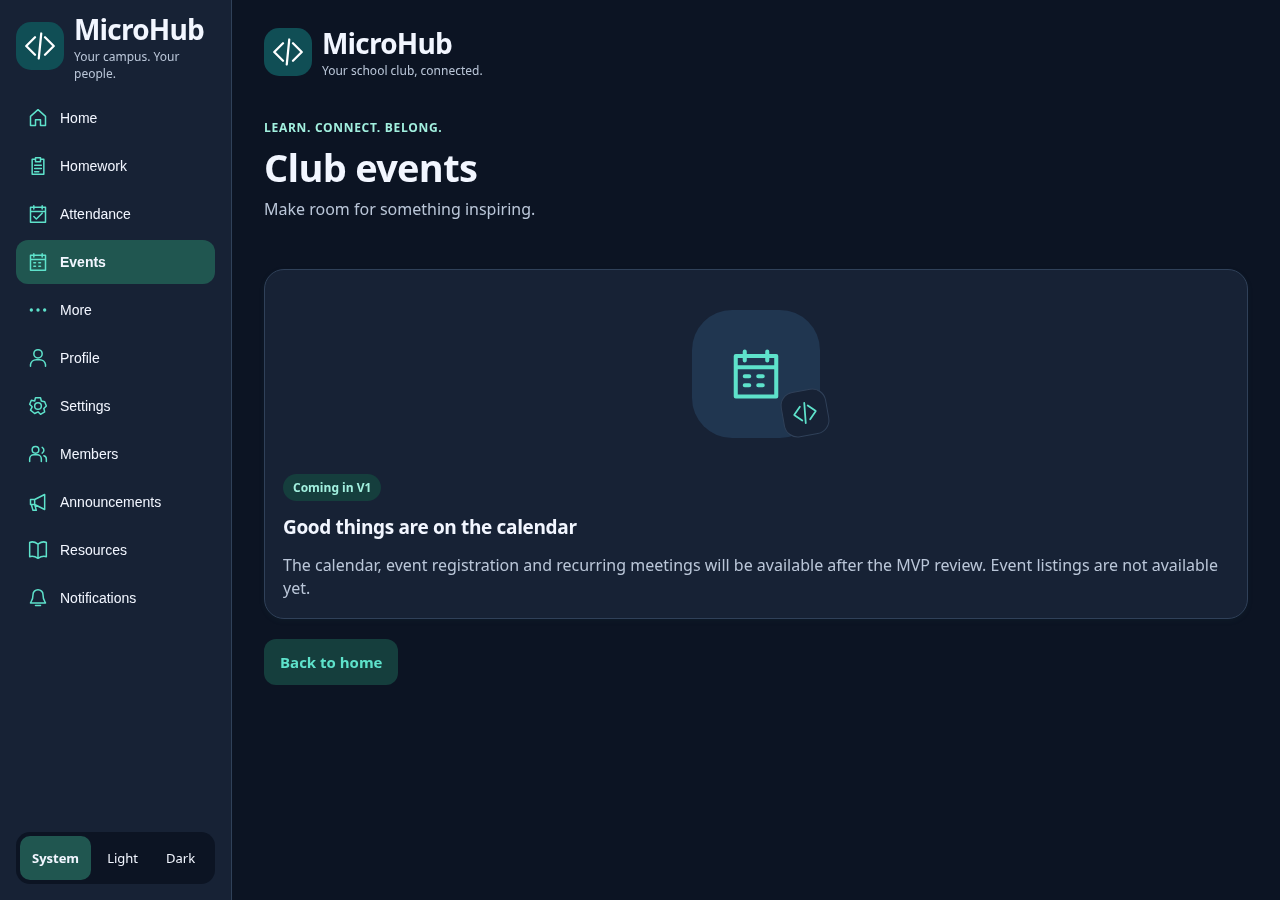 MicroHub
Your campus. Your
people.
Home
Homework
Attendance
Events
More
Profile
Settings
Members
Announcements
Resources
Notifications
System Light Dark
MicroHub
Your school club, connected.
LEARN. CONNECT. BELONG.
Club events
Make room for something inspiring.
Coming in V1
Good things are on the calendar
The calendar, event registration and recurring meetings will be available after the MVP review. Event listings are not available
yet.
Back to home